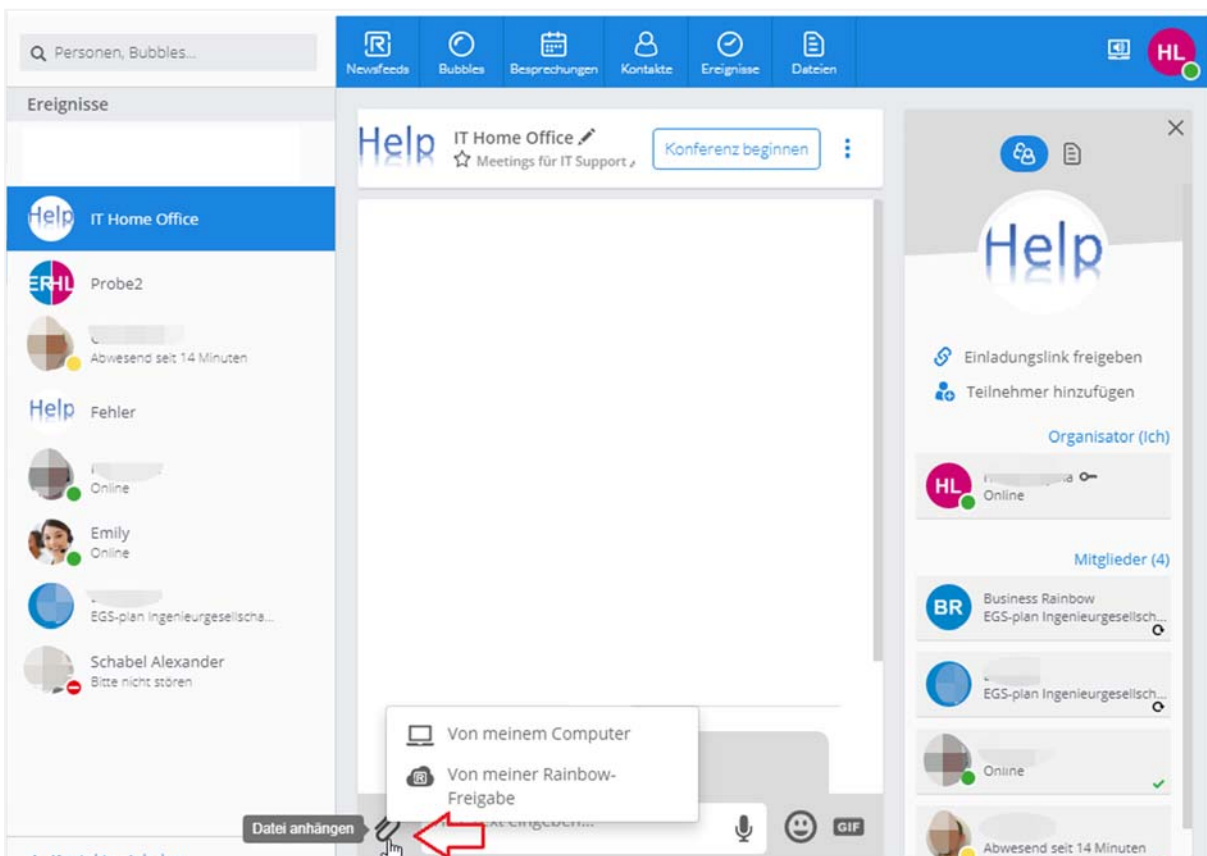 Personen, Bubbles...
Newsfeeds
Bubbles
Besprechungen
Kontakte
Ereignisse
Dateien
HL
Ereignisse
Help
IT Home Office
ERHL
Probe2
Abwesend seit 14 Minuten
Help
Fehler
Online
Emily
Online
EGS-plan Ingenieurgesellscha...
Schabel Alexander
Bitte nicht stören
Help
IT Home Office
Meetings für IT Support
Konferenz beginnen
Von meinem Computer
Von meiner Rainbow-
Freigabe
Datei anhängen
eingeben...
GIF
Help
Einladungslink freigeben
Teilnehmer hinzufügen
Organisator (Ich)
HL
Online
Mitglieder (4)
BR
Business Rainbow
EGS-plan Ingenieurgesellsch...
EGS-plan Ingenieurgesellsch...
Online
Abwesend seit 14 Minuten